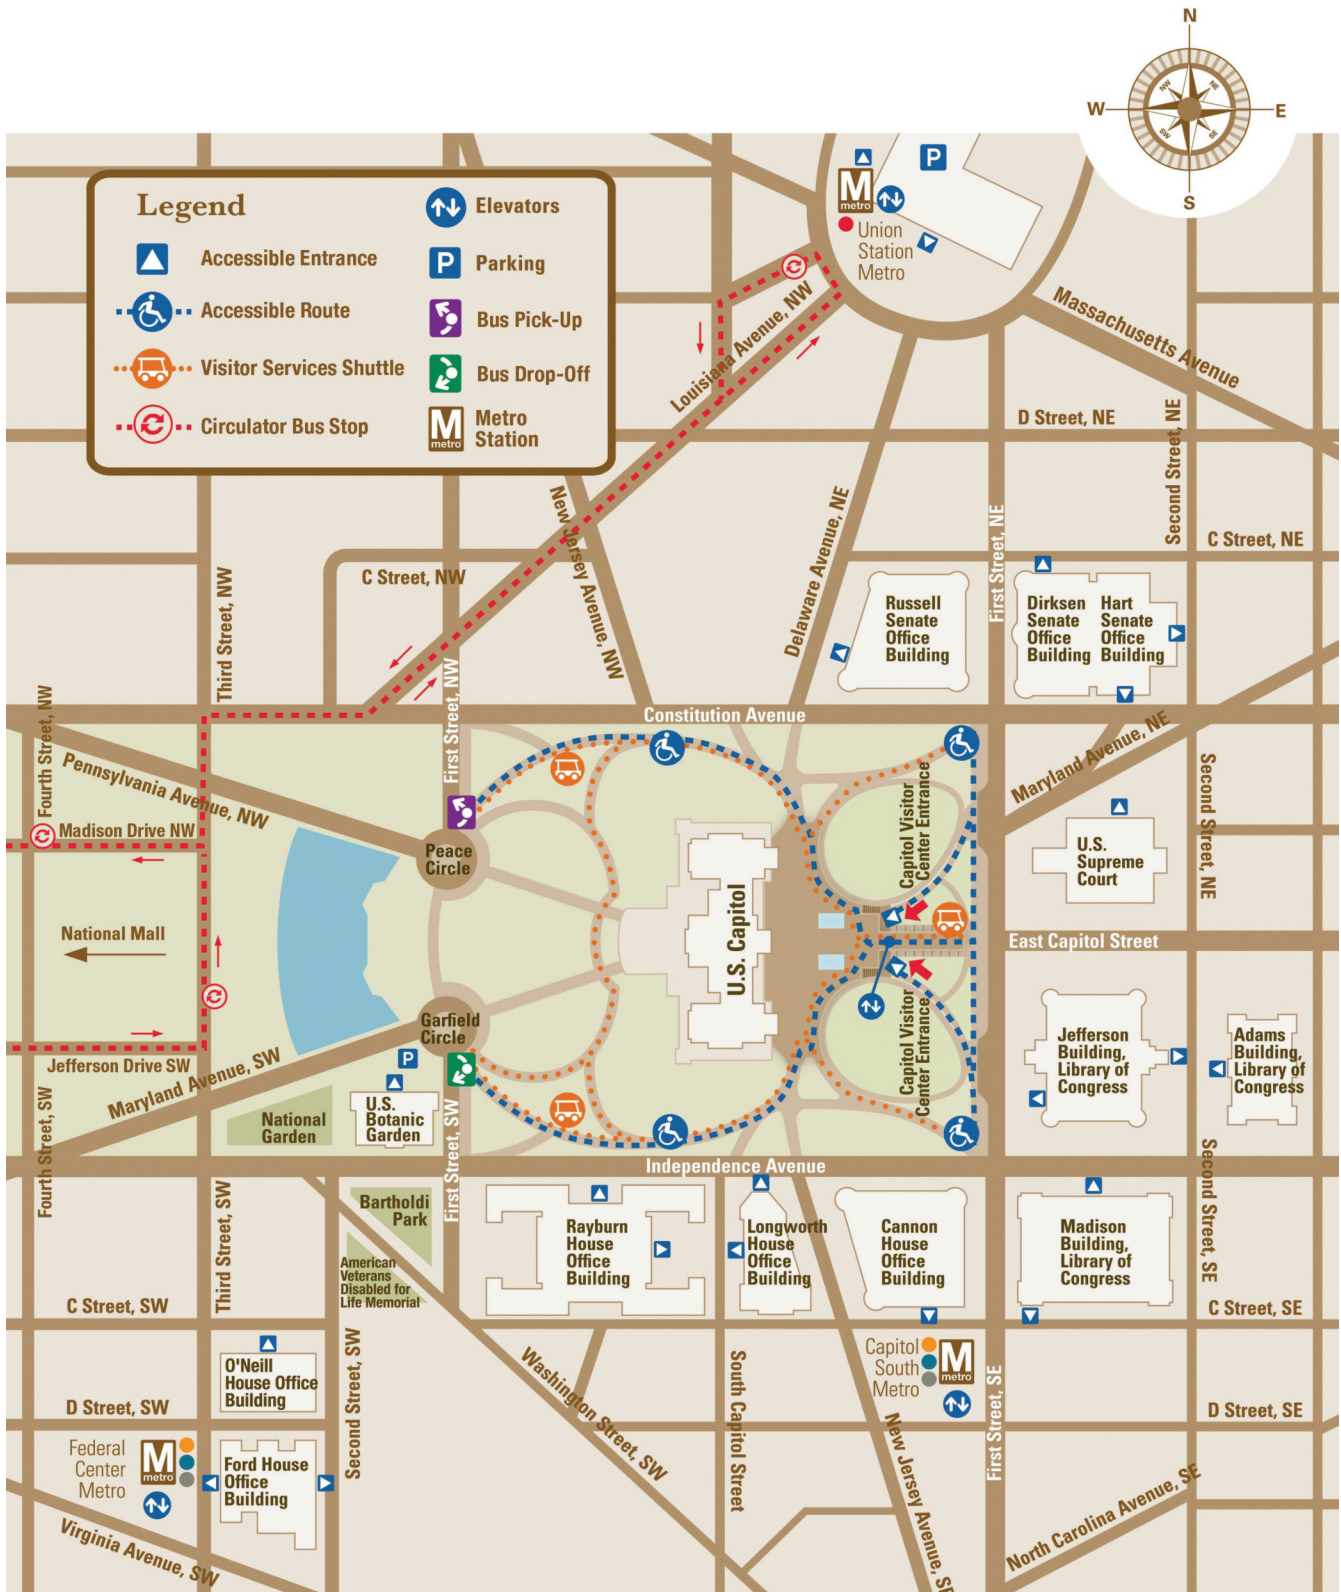 N
W
E
S
NW
NE
SW
SE
Legend
Accessible Entrance
Accessible Route
Visitor Services Shuttle
Circulator Bus Stop
Elevators
P
Parking
Bus Pick-Up
Bus Drop-Off
M
metro
Metro
Station
M
metro
P
Union
Station
Metro
Louisiana Avenue, NW
Massachusetts Avenue
D Street, NE
Second Street, NE
New Jersey Avenue, NW
Delaware Avenue, NE
First Street, NE
C Street, NE
C Street, NW
Third Street, NW
First Street, NW
Russell
Senate
Office
Building
Dirksen
Senate
Office
Building
Hart
Senate
Office
Building
Fourth Street, NW
Constitution Avenue
Pennsylvania Avenue, NW
Maryland Avenue, NE
Second Street, NE
Madison Drive NW
Peace
Circle
U.S. Capitol
Capitol Visitor
Center Entrance
U.S.
Supreme
Court
National Mall
East Capitol Street
Garfield
Circle
Capitol Visitor
Center Entrance
Jefferson
Building,
Library of
Congress
Adams
Building,
Library of
Congress
Jefferson Drive SW
Maryland Avenue, SW
P
U.S.
Botanic
Garden
National
Garden
Fourth Street, SW
First Street, SW
Independence Avenue
Second Street, SE
Third Street, SW
Bartholdi
Park
American
Veterans
Disabled for
Life Memorial
Rayburn
House
Office
Building
Longworth
House
Office
Building
Cannon
House
Office
Building
Madison
Building,
Library of
Congress
C Street, SW
C Street, SE
O'Neill
House Office
Building
Second Street, SW
Washington Street, SW
South Capitol Street
Capitol
South
Metro
M
metro
First Street, SE
D Street, SW
D Street, SE
Federal
Center
Metro
M
metro
Ford House
Office
Building
New Jersey Avenue, SE
Virginia Avenue, SW
North Carolina Avenue, SE